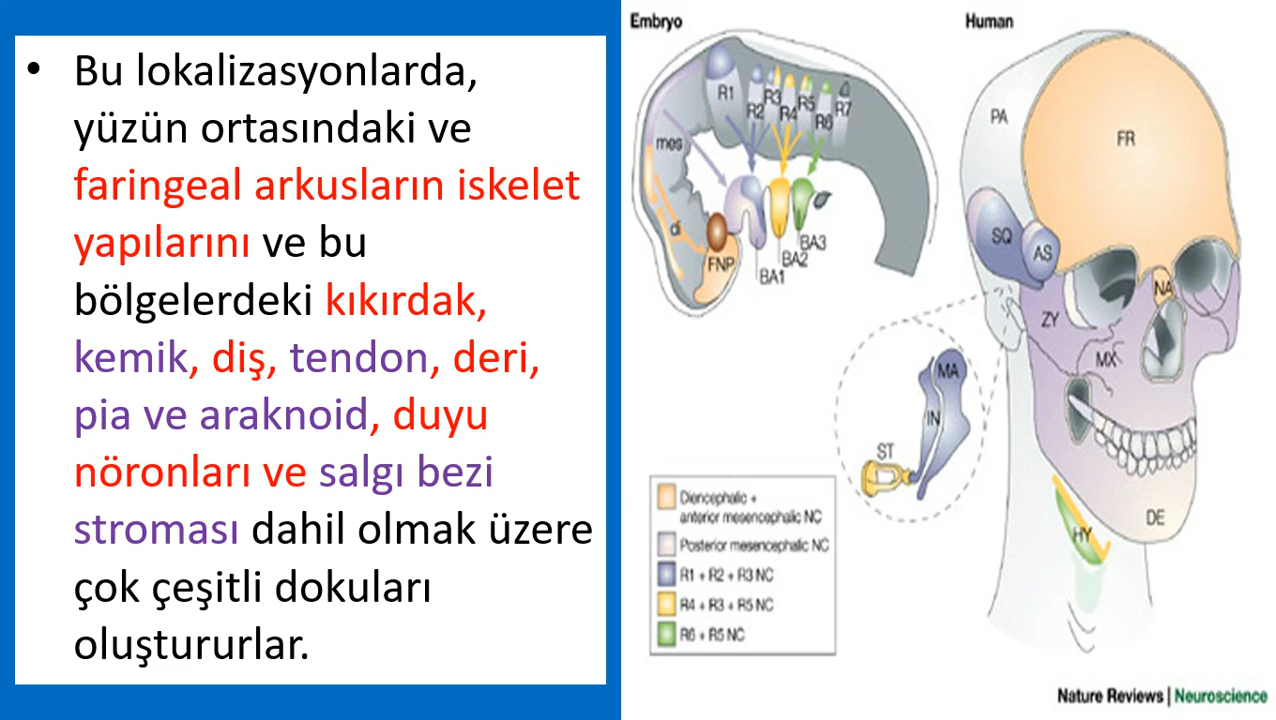 • Bu lokalizasyonlarda,
yüzün ortasındaki ve
faringeal arkusların iskelet
yapılarını ve bu
bölgelerdeki kıkırdak,
kemik, diş, tendon, deri,
pia ve araknoid, duyu
nöronları ve salgı bezi
stroması dahil olmak üzere
çok çeşitli dokuları
oluştururlar.
Embryo
R1
R2
R3
R4
R5
R6
R7
mes
di
FNP
BA1
BA2
BA3
Human
PA
FR
SQ
AS
NA
ZY
MX
MA
IN
ST
DE
HY
Diencephalic +
anterior mesencephalic NC
Posterior mesencephalic NC
R1 + R2 + R3 NC
R4 + R3 + R5 NC
R6 + R5 NC
Nature Reviews | Neuroscience